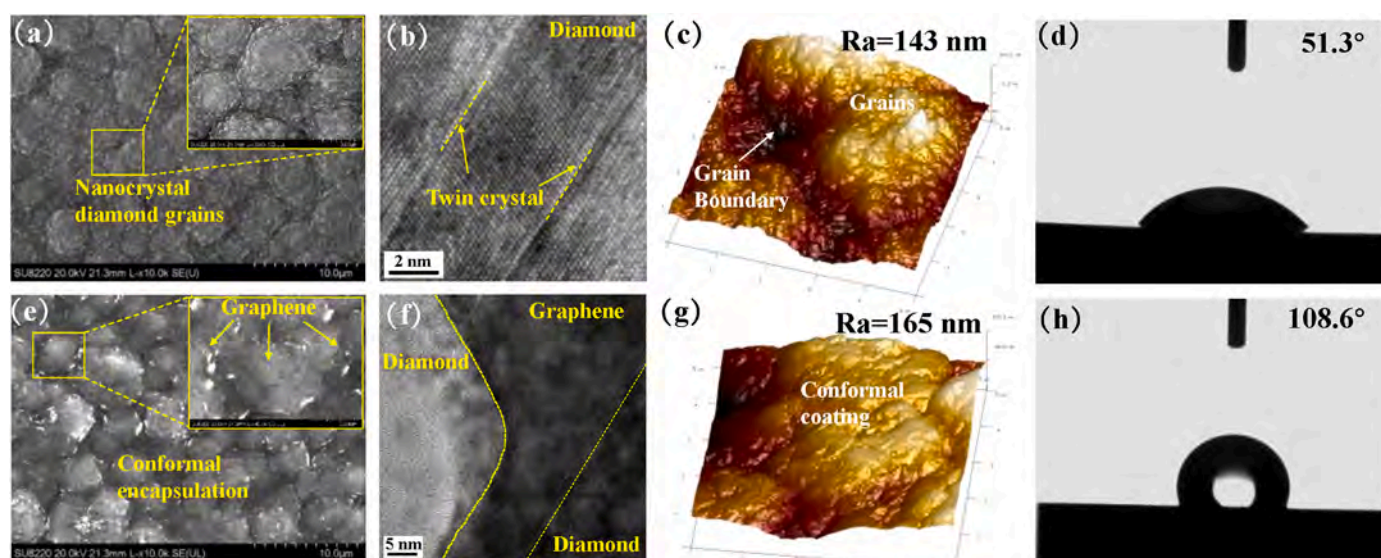 (a)
Nanocrystal
diamond grains
SU8220 20.0kV 21.3mm L-x10.0k SE(U)
10.0μm
(b)
Diamond
Twin crystal
2 nm
(c)
Ra=143 nm
Grains
Grain
Boundary
(d)
51.3°
(e)
Graphene
Conformal
encapsulation
SU8220 20.0kV 21.3mm L-x10.0k SE(UL)
10.0μm
(f)
Graphene
Diamond
Diamond
5 nm
(g)
Ra=165 nm
Conformal
coating
(h)
108.6°